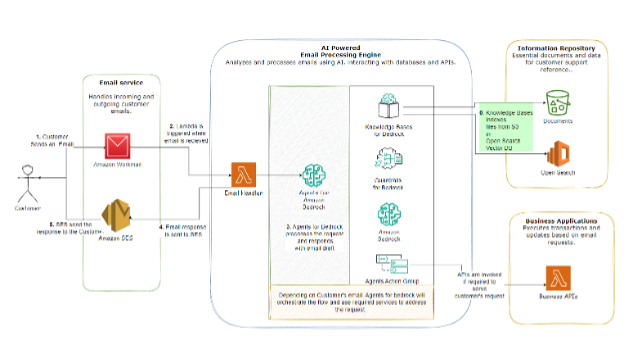 AI Powered
Email Processing Engine
Analyzes and processes emails using AI, interacting with databases and APIs.
Information Repository
Essential documents and data
for customer support
reference..
Email service
Handles incoming and
outgoing customer
emails.
1. Customer
Sends an Email
Amazon Workmail
2. Lambda is
triggered when
email is recieved
Email Handler
Agents for
Amazon
Bedrock
3. Agents for Bedrock
processes the request
and responds
with email draft
Knowledge Bases
for Bedrock
Guardrails
for Bedrock
Amazon
Bedrock
Agents Action Group
Knowledge Bases
Indexes
files from S3
in
Open Search
Vector DB
Documents
Open Search
Customer
5. SES send the
response to the Custome
Amazon SES
4. Email response
is sent to SES
Business Applications
Executes transactions and
updates based on email
requests.
APIs are invoked
if required to
serve
customer's request
Business APIs
Depending on Customer's email Agents for bedrock will
orchestrate the flow and use required services to address
the request